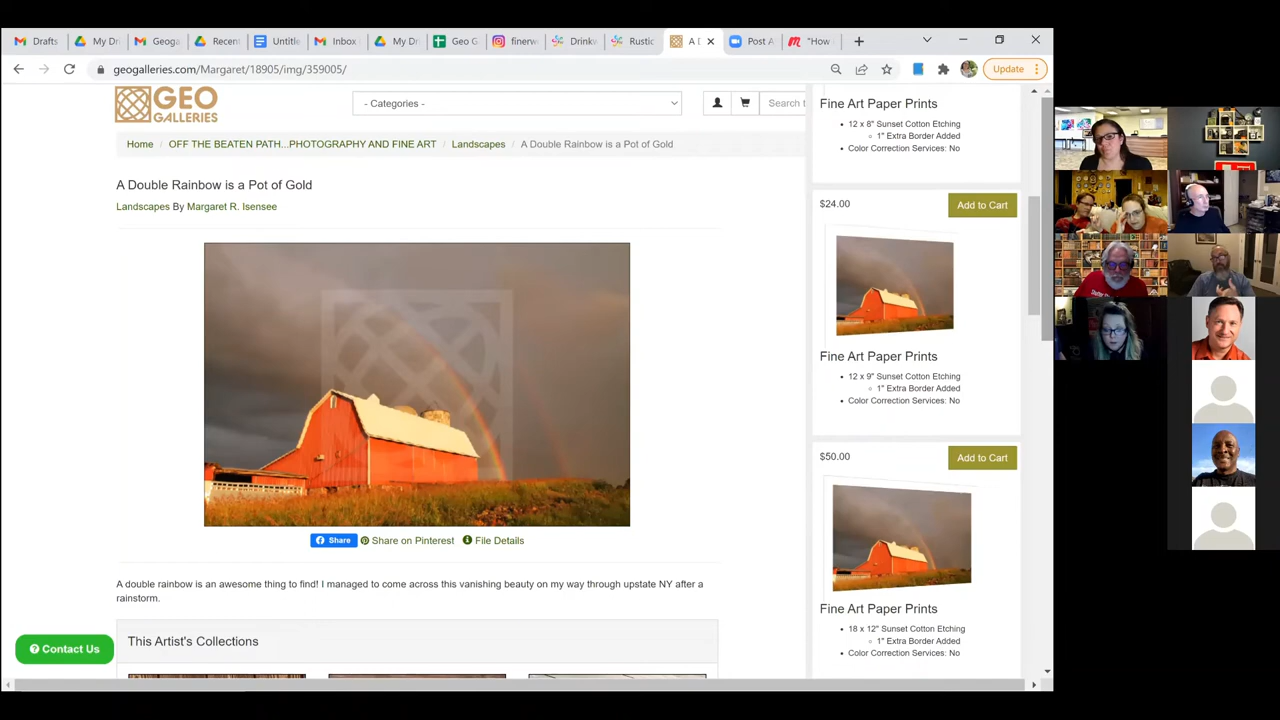 Drafts
My Dri
Geoga
Recent
Untitle
Inbox
My Dri
Geo G
finerwe
Drinkw
Rustic
A D
Post A
"How
geogalleries.com/Margaret/18905/img/359005/
Update
GEO
GALLERIES
- Categories -
Search t
Home / OFF THE BEATEN PATH...PHOTOGRAPHY AND FINE ART / Landscapes / A Double Rainbow is a Pot of Gold
A Double Rainbow is a Pot of Gold
Landscapes By Margaret R. Isensee
Share
Share on Pinterest
File Details
A double rainbow is an awesome thing to find! I managed to come across this vanishing beauty on my way through upstate NY after a
rainstorm.
This Artist's Collections
Contact Us
Fine Art Paper Prints
12 x 8" Sunset Cotton Etching
1" Extra Border Added
Color Correction Services: No
$24.00
Add to Cart
Fine Art Paper Prints
12 x 9" Sunset Cotton Etching
1" Extra Border Added
Color Correction Services: No
$50.00
Add to Cart
Fine Art Paper Prints
18 x 12" Sunset Cotton Etching
1" Extra Border Added
Color Correction Services: No